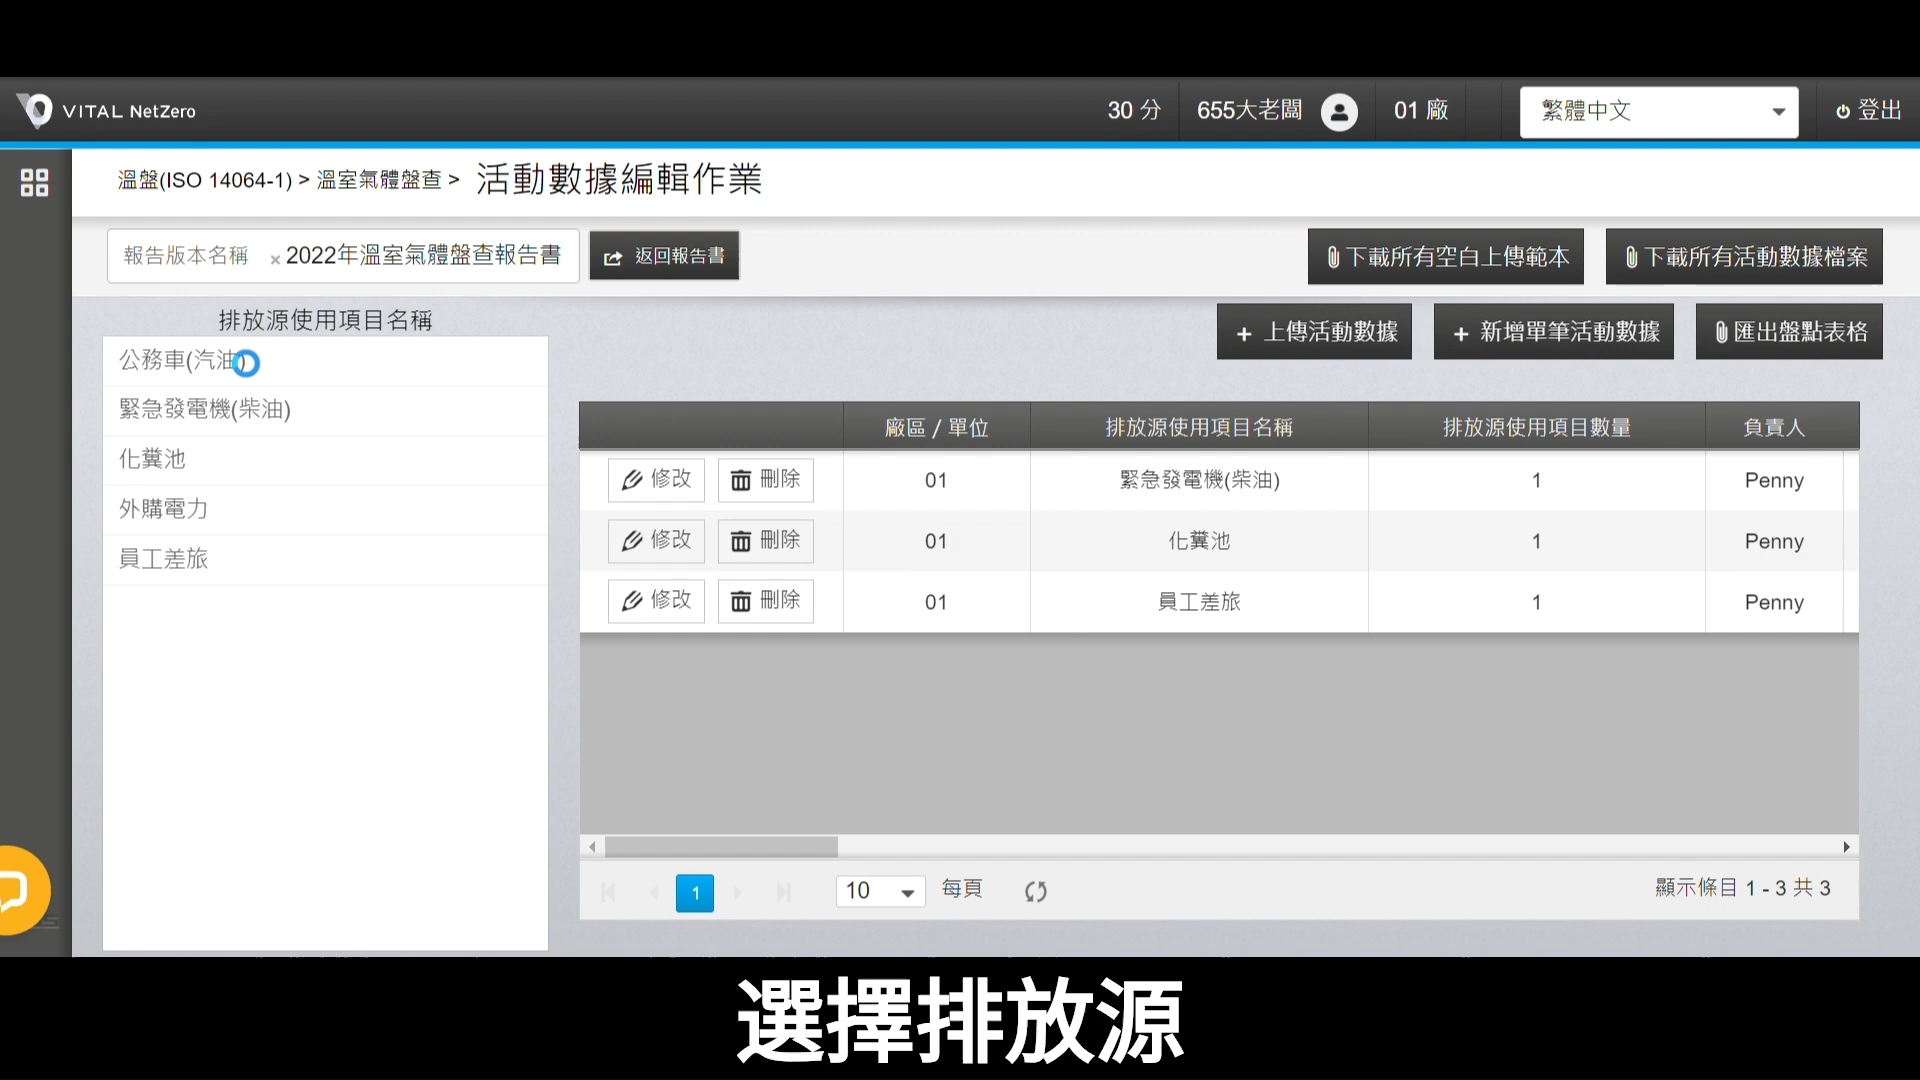 VITAL NetZero
30 分
655大老闆
01 廠
繁體中文
登出
溫盤(ISO 14064-1) > 溫室氣體盤查 > 活動數據編輯作業
報告版本名稱 × 2022年溫室氣體盤查報告書
返回報告書
下載所有空白上傳範本
下載所有活動數據檔案
排放源使用項目名稱
公務車(汽油)
緊急發電機(柴油)
化糞池
外購電力
員工差旅
+ 上傳活動數據
+ 新增單筆活動數據
匯出盤點表格
廠區 / 單位 排放源使用項目名稱 排放源使用項目數量 負責人
修改 刪除 01 緊急發電機(柴油) 1 Penny
修改 刪除 01 化糞池 1 Penny
修改 刪除 01 員工差旅 1 Penny
1
10 每頁
顯示條目 1 - 3 共 3
選擇排放源